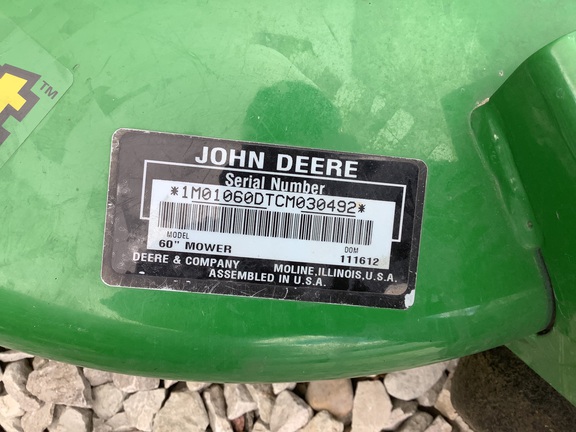 TM
JOHN DEERE
Serial Number
*1M01060DTCM030492*
MODEL DOM
60" MOWER 111612
DEERE & COMPANY MOLINE, ILLINOIS, U.S.A.
ASSEMBLED IN U.S.A.